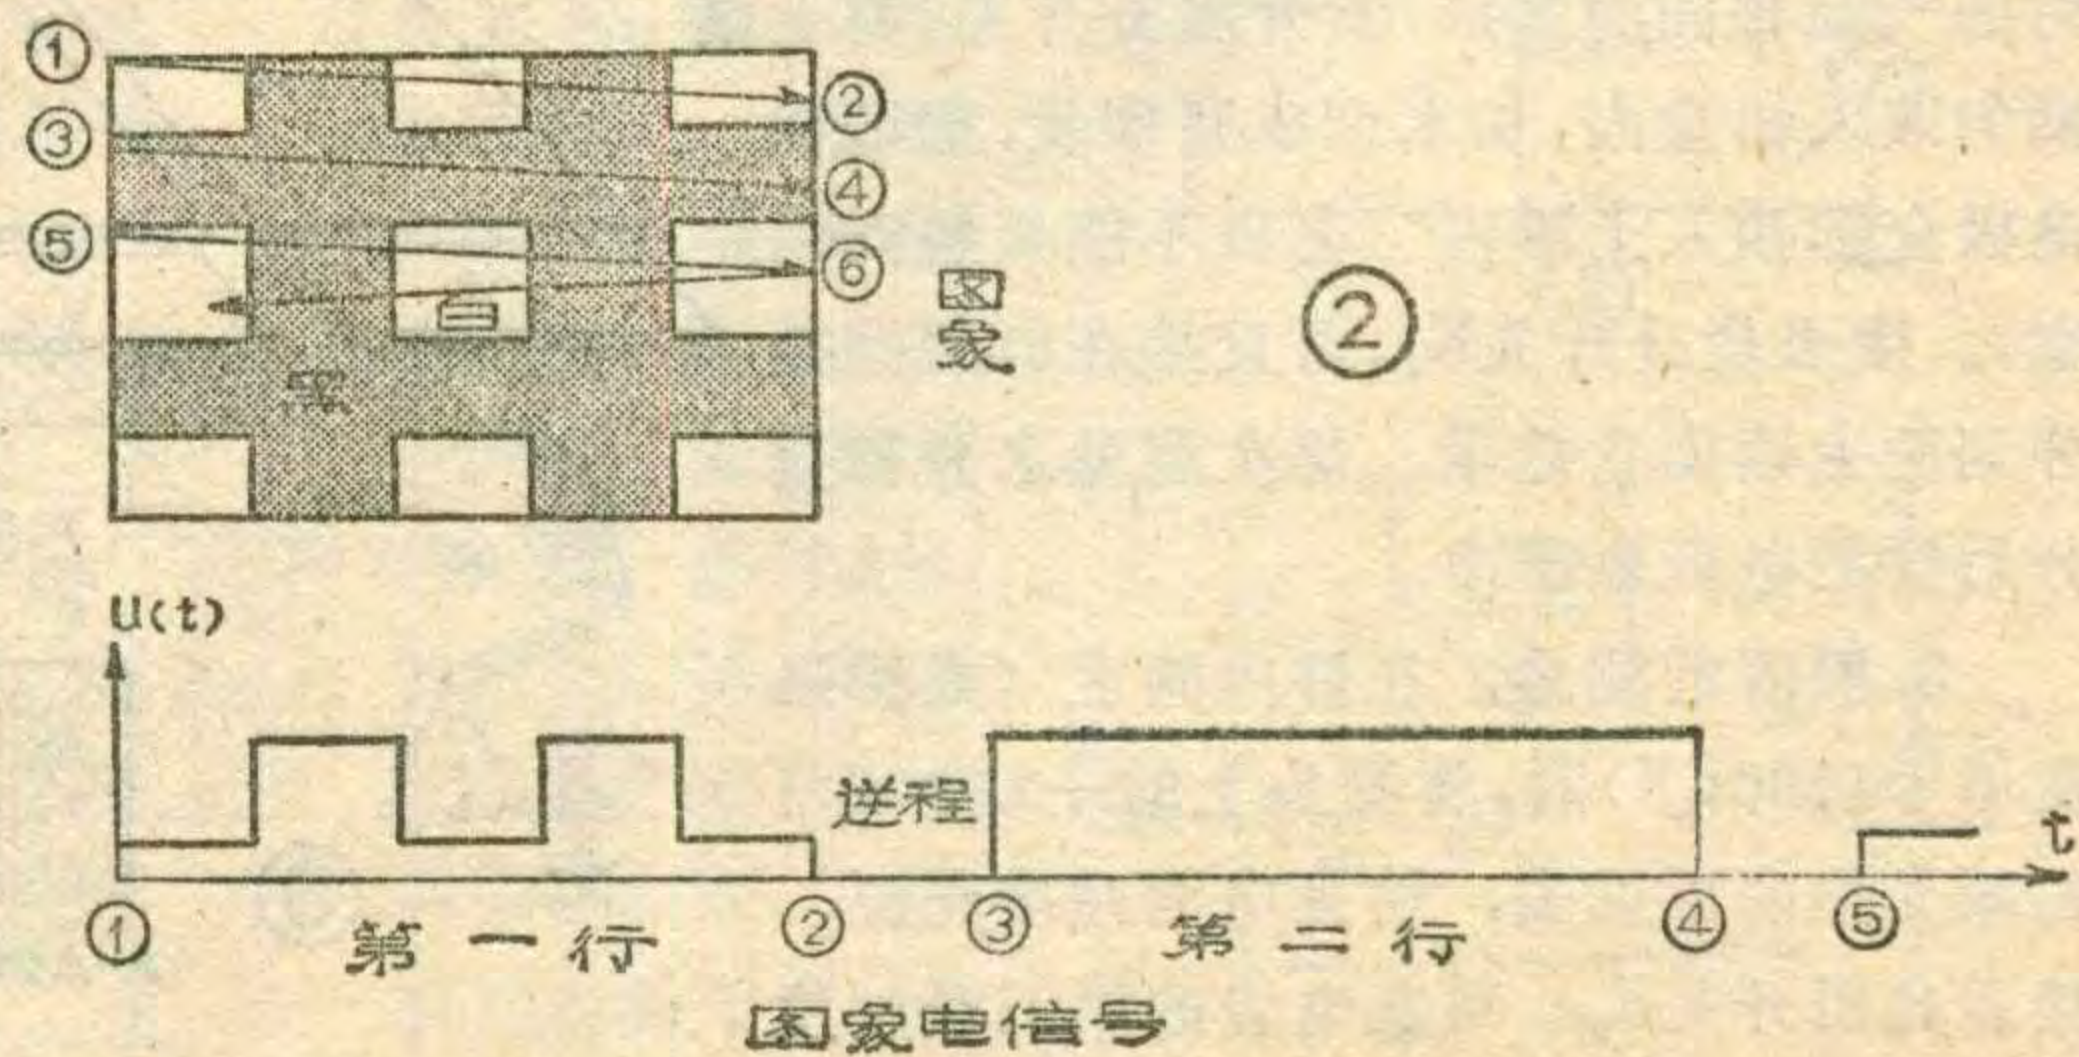 ①
②
③
④
⑤
⑥
白
黑
图象
②
U(t)
逆程
t
① 第一行 ② ③ 第二行 ④ ⑤
图象电信号